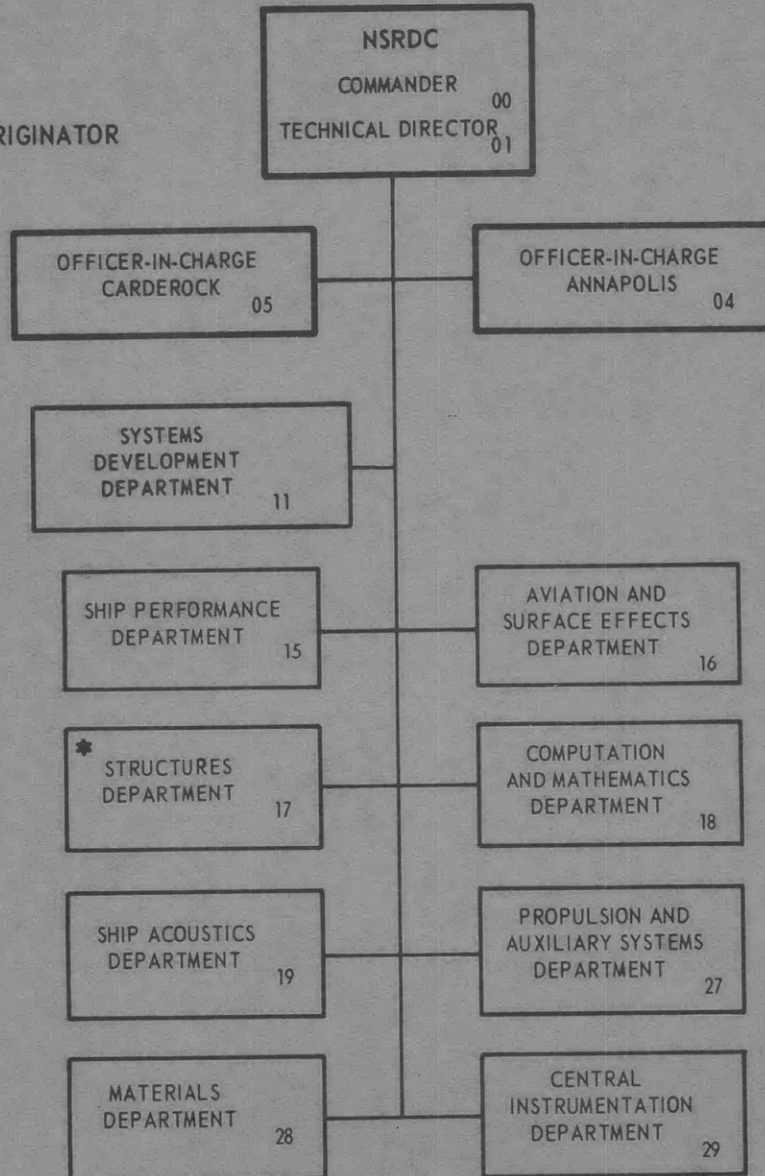 NSRDC
COMMANDER
00
TECHNICAL DIRECTOR
01
RIGINATOR
OFFICER-IN-CHARGE
CARDEROCK
05
OFFICER-IN-CHARGE
ANNAPOLIS
04
SYSTEMS
DEVELOPMENT
DEPARTMENT
11
SHIP PERFORMANCE
DEPARTMENT
15
AVIATION AND
SURFACE EFFECTS
DEPARTMENT
16
*
STRUCTURES
DEPARTMENT
17
COMPUTATION
AND MATHEMATICS
DEPARTMENT
18
SHIP ACOUSTICS
DEPARTMENT
19
PROPULSION AND
AUXILIARY SYSTEMS
DEPARTMENT
27
MATERIALS
DEPARTMENT
28
CENTRAL
INSTRUMENTATION
DEPARTMENT
29